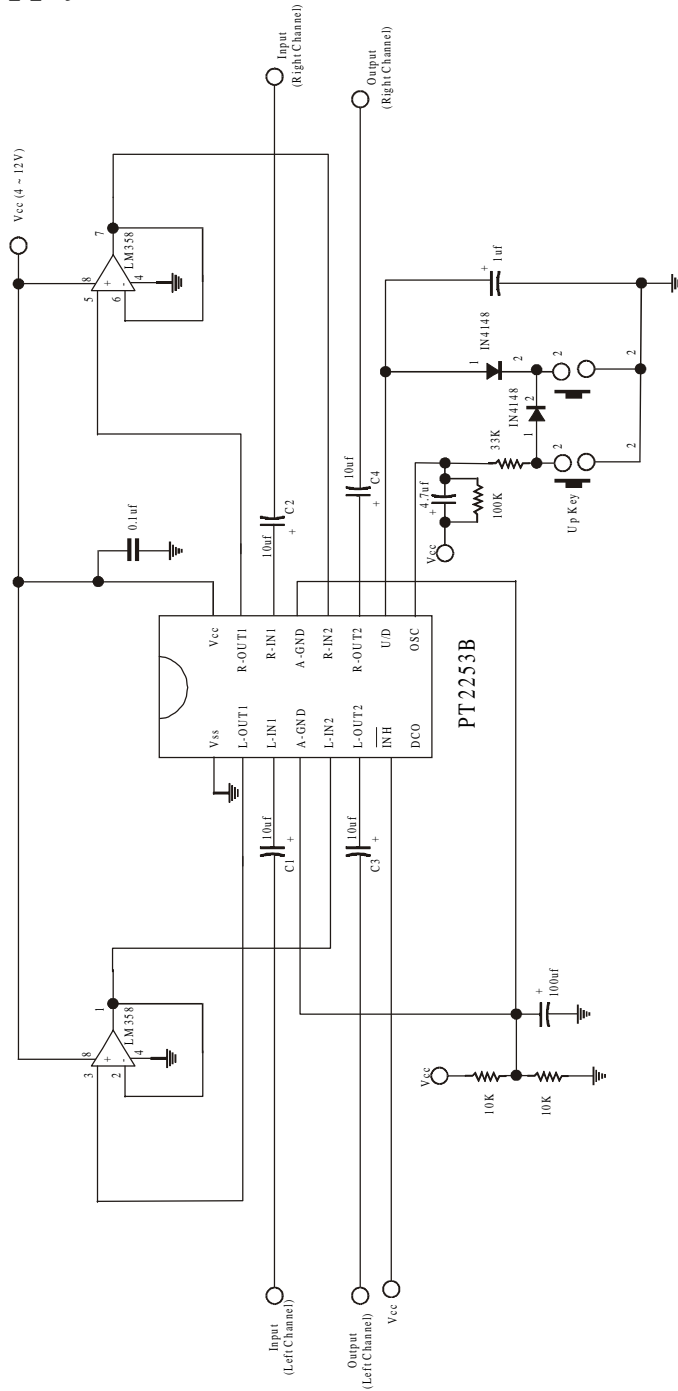 Vcc (4 ~ 12V)
8
3
+
2
-
4
1
LM358
8
5
+
6
-
4
7
LM358
0.1uf
Input
(Left Channel)
Output
(Left Channel)
Vcc
C1
10uf
+
C3
10uf
+
Vss
L-OUT1
L-IN1
A-GND
L-IN2
L-OUT2
INH
DCO
Vcc
R-OUT1
R-IN1
A-GND
R-IN2
R-OUT2
U/D
OSC
PT2253B
10uf
+
C2
10uf
+
C4
Input
(Right Channel)
Output
(Right Channel)
Vcc
10K
10K
+
100uf
Vcc
+
4.7uf
100K
33K
1
IN4148
2
1
IN4148
2
+
1uf
2
2
Up Key
2
2